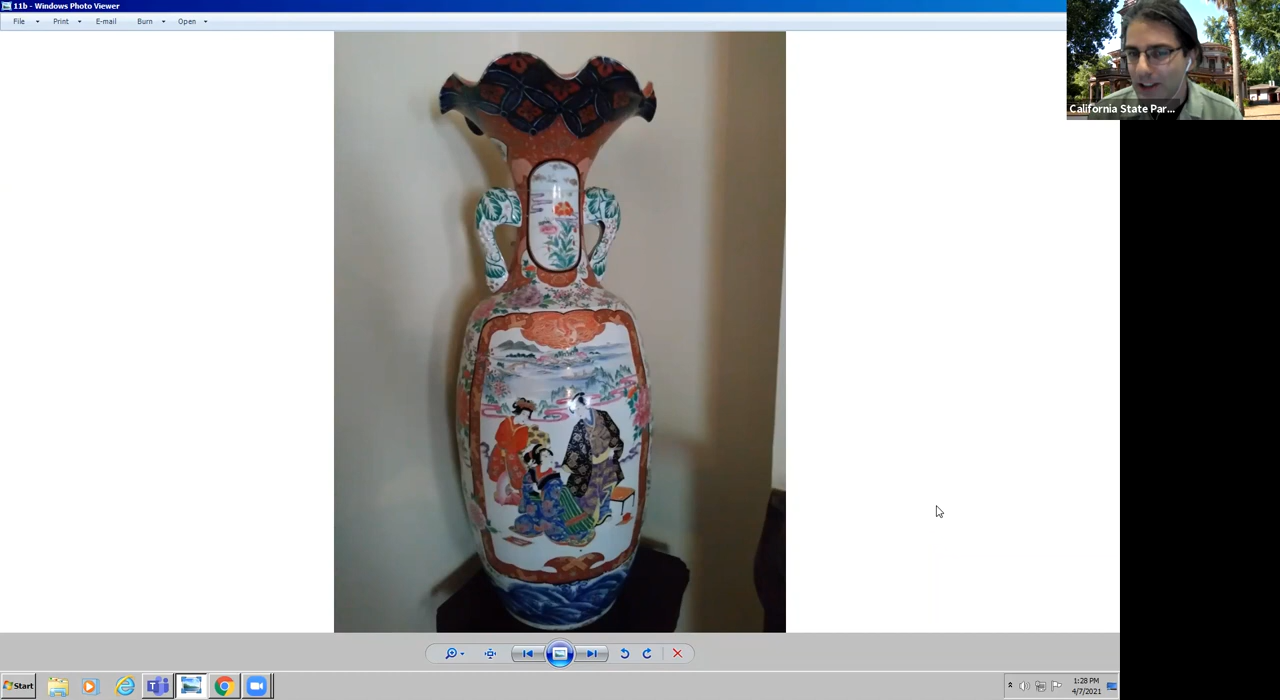 11b - Windows Photo Viewer
File Print E-mail Burn Open
California State Par...
Start
1:28 PM
4/7/2021